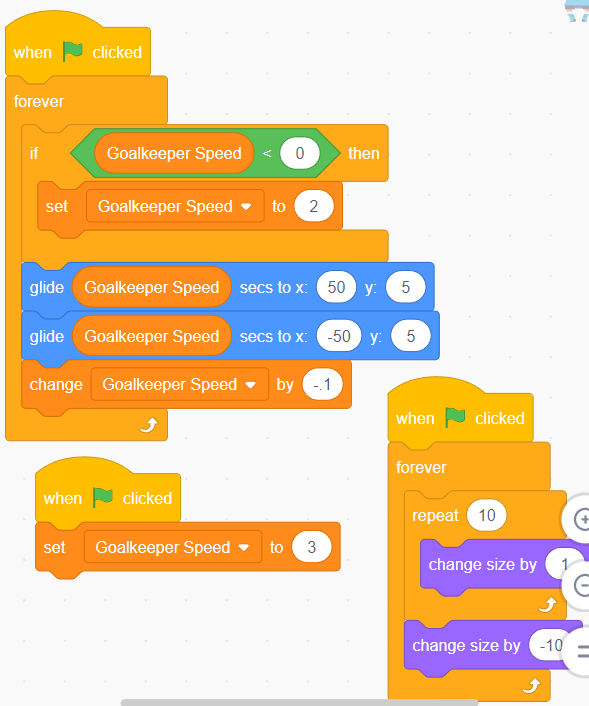 when clicked
forever
if Goalkeeper Speed < 0 then
set Goalkeeper Speed to 2
glide Goalkeeper Speed secs to x: 50 y: 5
glide Goalkeeper Speed secs to x: -50 y: 5
change Goalkeeper Speed by -.1
when clicked
set Goalkeeper Speed to 3
when clicked
forever
repeat 10
change size by 1
change size by -10